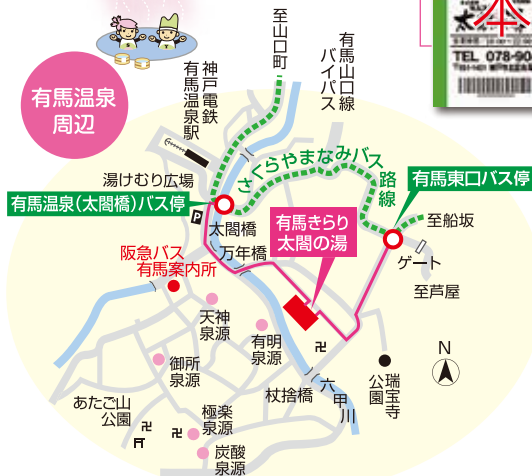 有馬温泉
周辺
至山口町
神戸電鉄
有馬温泉駅
有馬山口線
バイパス
本
TEL 078-90
湯けむり広場
さくらやまなみバス
路線
有馬温泉(太閤橋)バス停
有馬東口バス停
P
太閤橋
有馬きらり
太閤の湯
至船坂
ゲート
至芦屋
阪急バス
有馬案内所
万年橋
天神
泉源
有明
泉源
御所
泉源
杖捨橋
六甲川
瑞宝寺
公園
N
あたご山
公園
極楽
泉源
炭酸
泉源